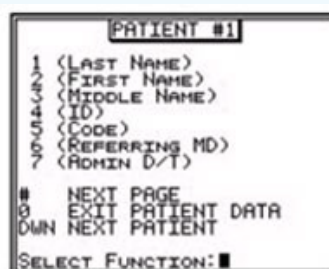 PATIENT #1
1 (LAST NAME)
2 (FIRST NAME)
3 (MIDDLE NAME)
4 (ID)
5 (CODE)
6 (REFERRING MD)
7 (ADMIN D/T)
# NEXT PAGE
0 EXIT PATIENT DATA
DWN NEXT PATIENT
SELECT FUNCTION: